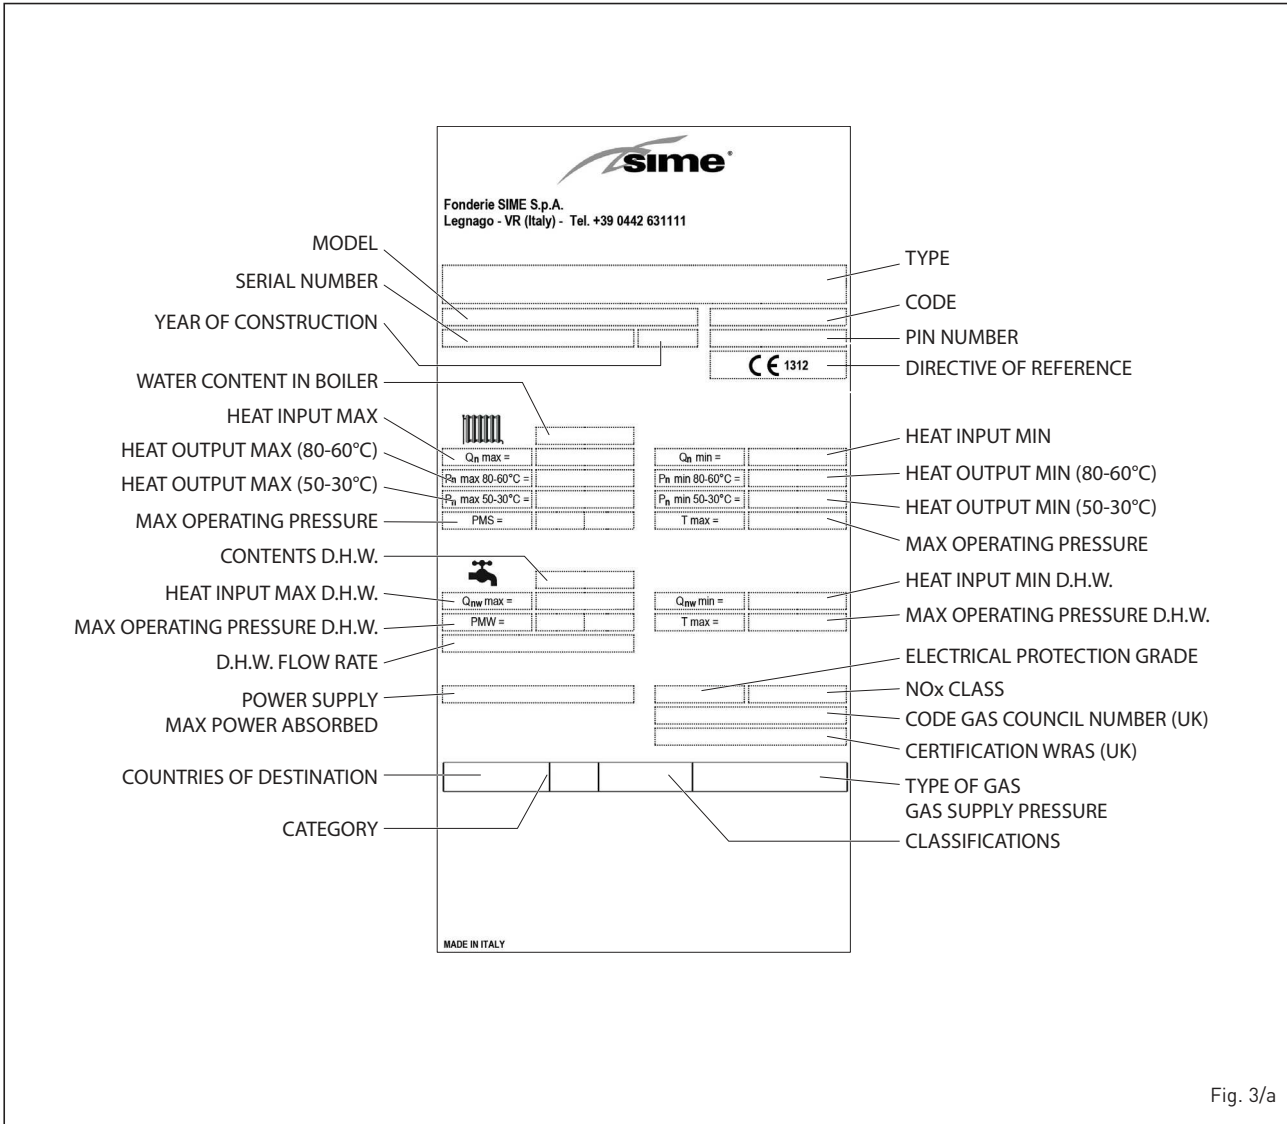 sime®
Fonderie SIME S.p.A.
Legnago - VR (Italy) - Tel. +39 0442 631111
MODEL
SERIAL NUMBER
YEAR OF CONSTRUCTION
WATER CONTENT IN BOILER
HEAT INPUT MAX
HEAT OUTPUT MAX (80-60°C)
HEAT OUTPUT MAX (50-30°C)
MAX OPERATING PRESSURE
CONTENTS D.H.W.
HEAT INPUT MAX D.H.W.
MAX OPERATING PRESSURE D.H.W.
D.H.W. FLOW RATE
POWER SUPPLY
MAX POWER ABSORBED
COUNTRIES OF DESTINATION
CATEGORY
CE 1312
Qn max =
Pn max 80-60°C =
Pn max 50-30°C =
PMS =
Qn min =
Pn min 80-60°C =
Pn min 50-30°C =
T max =
Qnw max =
PMW =
Qnw min =
T max =
MADE IN ITALY
TYPE
CODE
PIN NUMBER
DIRECTIVE OF REFERENCE
HEAT INPUT MIN
HEAT OUTPUT MIN (80-60°C)
HEAT OUTPUT MIN (50-30°C)
MAX OPERATING PRESSURE
HEAT INPUT MIN D.H.W.
MAX OPERATING PRESSURE D.H.W.
ELECTRICAL PROTECTION GRADE
NOx CLASS
CODE GAS COUNCIL NUMBER (UK)
CERTIFICATION WRAS (UK)
TYPE OF GAS
GAS SUPPLY PRESSURE
CLASSIFICATIONS
Fig. 3/a